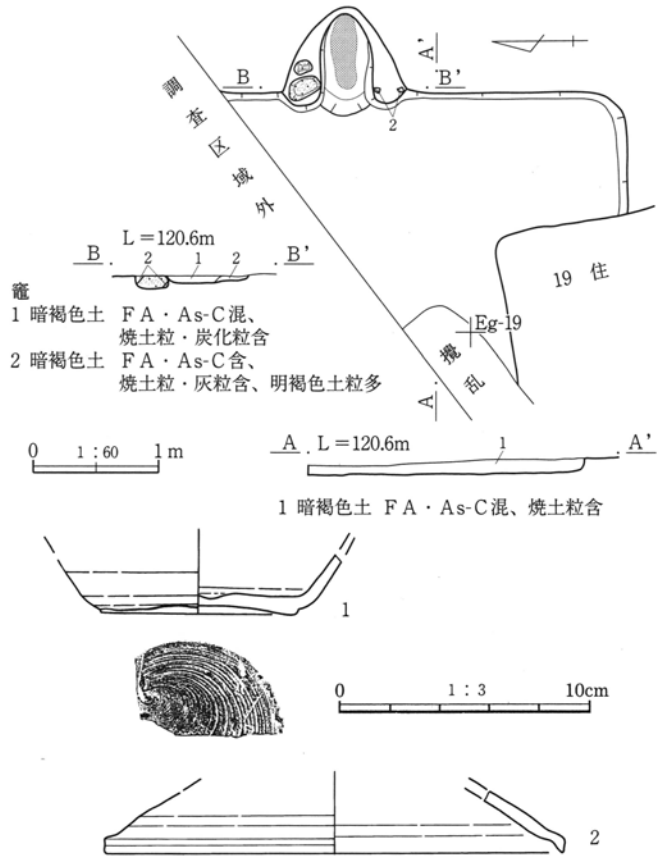 A'
B B'
2
調査区域外
B L＝120.6m B'
2 1 2
竈
1 暗褐色土 FA・As-C混、
焼土粒・炭化粒含
2 暗褐色土 FA・As-C含、
焼土粒・灰粒含、明褐色土粒多
19 住
Eg-19
攪乱
A
0 1：60 1m
A L＝120.6m 1 A'
1 暗褐色土 FA・As-C混、焼土粒含
1
0 1：3 10cm
2